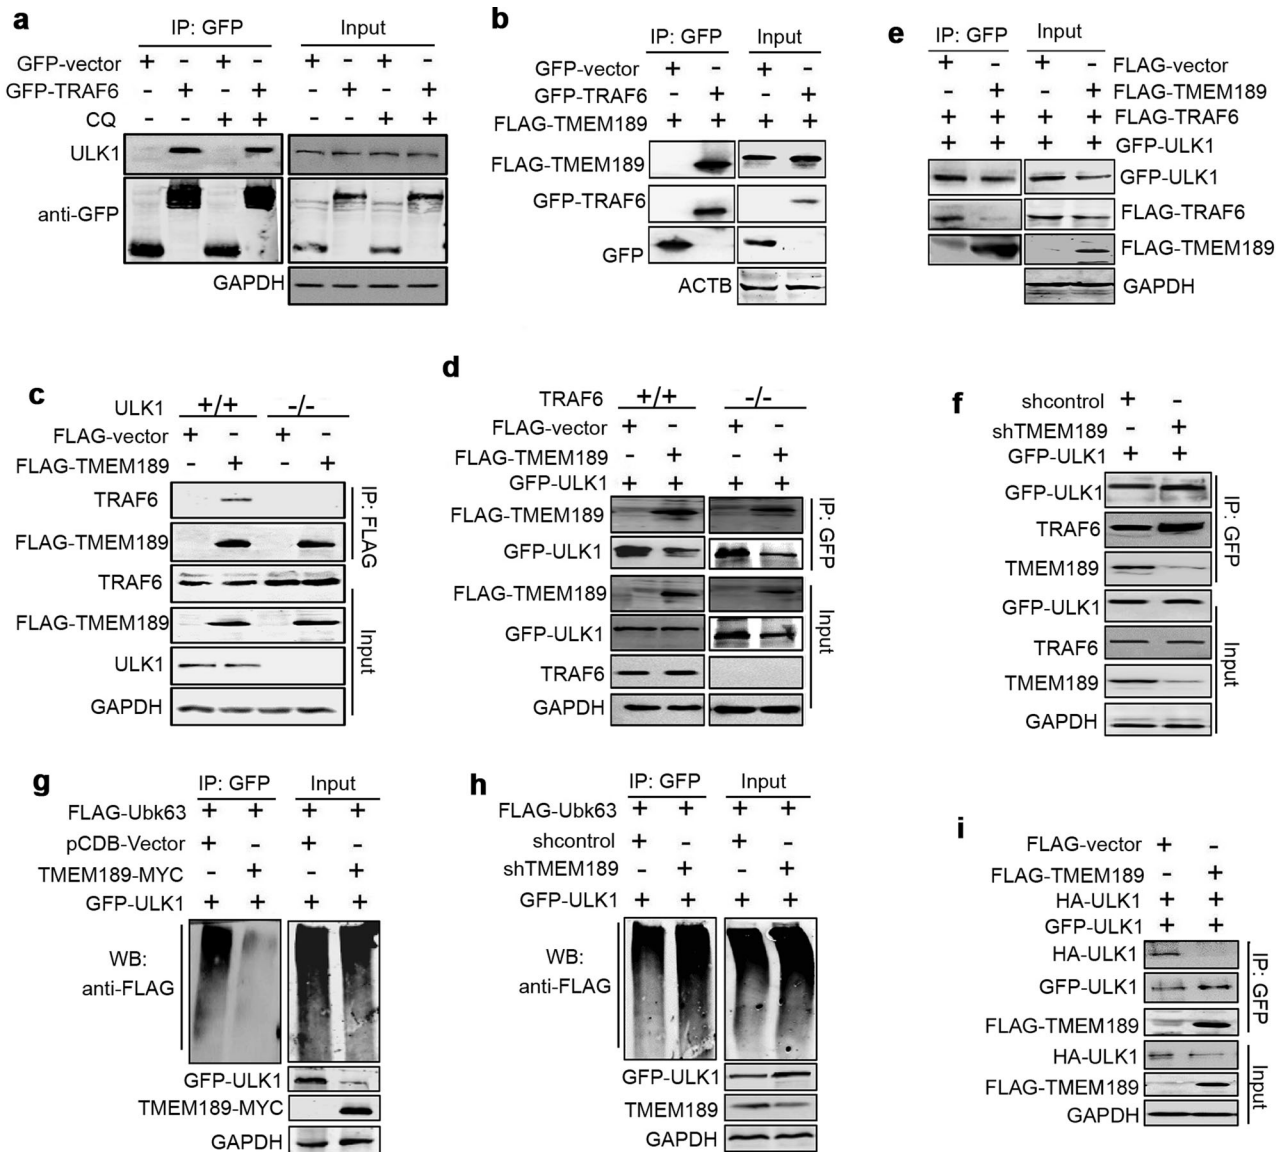 a
IP: GFP
Input
GFP-vector + - + - + - + -
GFP-TRAF6 - + - + - + - +
CQ - - + + - - + +
ULK1
anti-GFP
GAPDH
b
IP: GFP
Input
GFP-vector + - + -
GFP-TRAF6 - + - +
FLAG-TMEM189 + + + +
FLAG-TMEM189
GFP-TRAF6
GFP
ACTB
e
IP: GFP
Input
+ - + - FLAG-vector
- + - + FLAG-TMEM189
+ + + + FLAG-TRAF6
+ + + + GFP-ULK1
GFP-ULK1
FLAG-TRAF6
FLAG-TMEM189
GAPDH
c
ULK1 +/+ -/-
FLAG-vector + - + -
FLAG-TMEM189 - + - +
TRAF6
FLAG-TMEM189
IP: FLAG
TRAF6
FLAG-TMEM189
ULK1
GAPDH
Input
d
TRAF6 +/+ -/-
FLAG-vector + - + -
FLAG-TMEM189 - + - +
GFP-ULK1 + + + +
FLAG-TMEM189
GFP-ULK1
IP: GFP
FLAG-TMEM189
GFP-ULK1
TRAF6
GAPDH
Input
f
shcontrol + -
shTMEM189 - +
GFP-ULK1 + +
GFP-ULK1
TRAF6
TMEM189
IP: GFP
GFP-ULK1
TRAF6
TMEM189
GAPDH
Input
g
IP: GFP
Input
FLAG-Ubk63 + + + +
pCDB-Vector + - + -
TMEM189-MYC - + - +
GFP-ULK1 + + + +
WB:
anti-FLAG
GFP-ULK1
TMEM189-MYC
GAPDH
h
IP: GFP
Input
FLAG-Ubk63 + + + +
shcontrol + - + -
shTMEM189 - + - +
GFP-ULK1 + + + +
WB:
anti-FLAG
GFP-ULK1
TMEM189
GAPDH
i
FLAG-vector + -
FLAG-TMEM189 - +
HA-ULK1 + +
GFP-ULK1 + +
HA-ULK1
GFP-ULK1
FLAG-TMEM189
IP: GFP
HA-ULK1
FLAG-TMEM189
GAPDH
Input